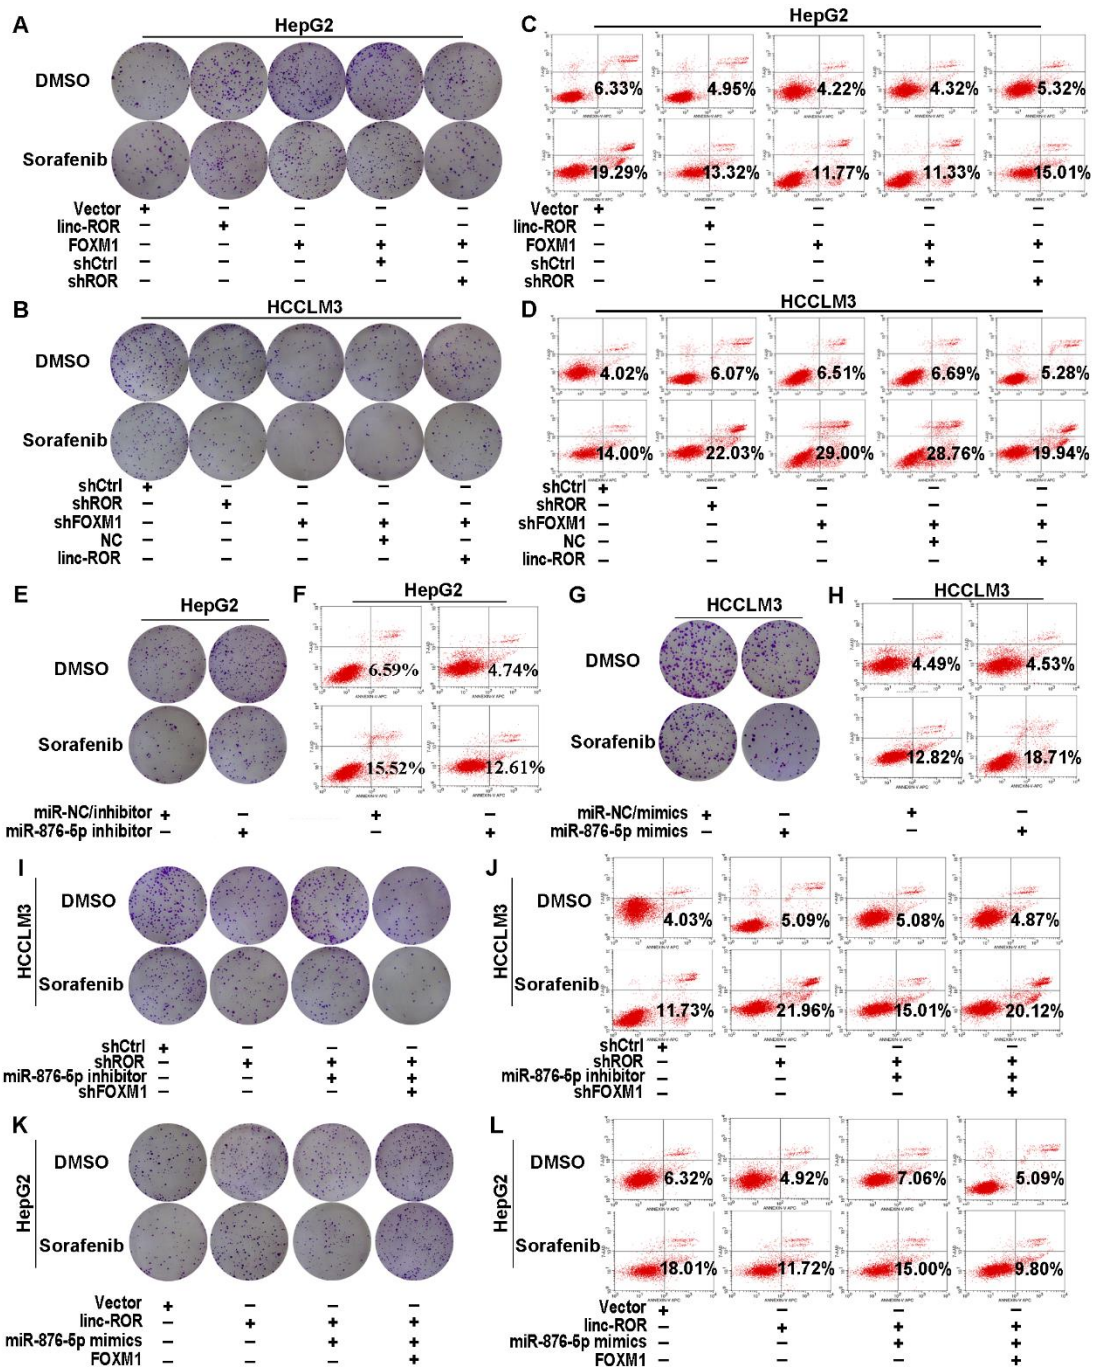 A
HepG2
DMSO
Sorafenib
Vector + − − − −
linc-ROR − + − − −
FOXM1 − − + + +
shCtrl − − − + −
shROR − − − − +
C
HepG2
6.33% 4.95% 4.22% 4.32% 5.32%
19.29% 13.32% 11.77% 11.33% 15.01%
Vector + − − − −
linc-ROR − + − − −
FOXM1 − − + + +
shCtrl − − − + −
shROR − − − − +
B
HCCLM3
DMSO
Sorafenib
shCtrl + − − − −
shROR − + − − −
shFOXM1 − − + + +
NC − − − + −
linc-ROR − − − − +
D
HCCLM3
4.02% 6.07% 6.51% 6.69% 5.28%
14.00% 22.03% 29.00% 28.76% 19.94%
shCtrl + − − − −
shROR − + − − −
shFOXM1 − − + + +
NC − − − + −
linc-ROR − − − − +
E
HepG2
DMSO
Sorafenib
miR-NC/inhibitor + −
miR-876-5p inhibitor − +
F
HepG2
6.59% 4.74%
15.52% 12.61%
+ −
− +
G
HCCLM3
DMSO
Sorafenib
miR-NC/mimics + −
miR-876-5p mimics − +
H
HCCLM3
4.49% 4.53%
12.82% 18.71%
+ −
− +
I
HCCLM3
DMSO
Sorafenib
shCtrl + − − −
shROR − + + +
miR-876-5p inhibitor − − + +
shFOXM1 − − − +
J
HCCLM3
DMSO
4.03% 5.09% 5.08% 4.87%
Sorafenib
11.73% 21.96% 15.01% 20.12%
shCtrl + − − −
shROR − + + +
miR-876-5p inhibitor − − + +
shFOXM1 − − − +
K
HepG2
DMSO
Sorafenib
Vector + − − −
linc-ROR − + + +
miR-876-5p mimics − − + +
FOXM1 − − − +
L
HepG2
DMSO
6.32% 4.92% 7.06% 5.09%
Sorafenib
18.01% 11.72% 15.00% 9.80%
Vector + − − −
linc-ROR − + + +
miR-876-5p mimics − − + +
FOXM1 − − − +